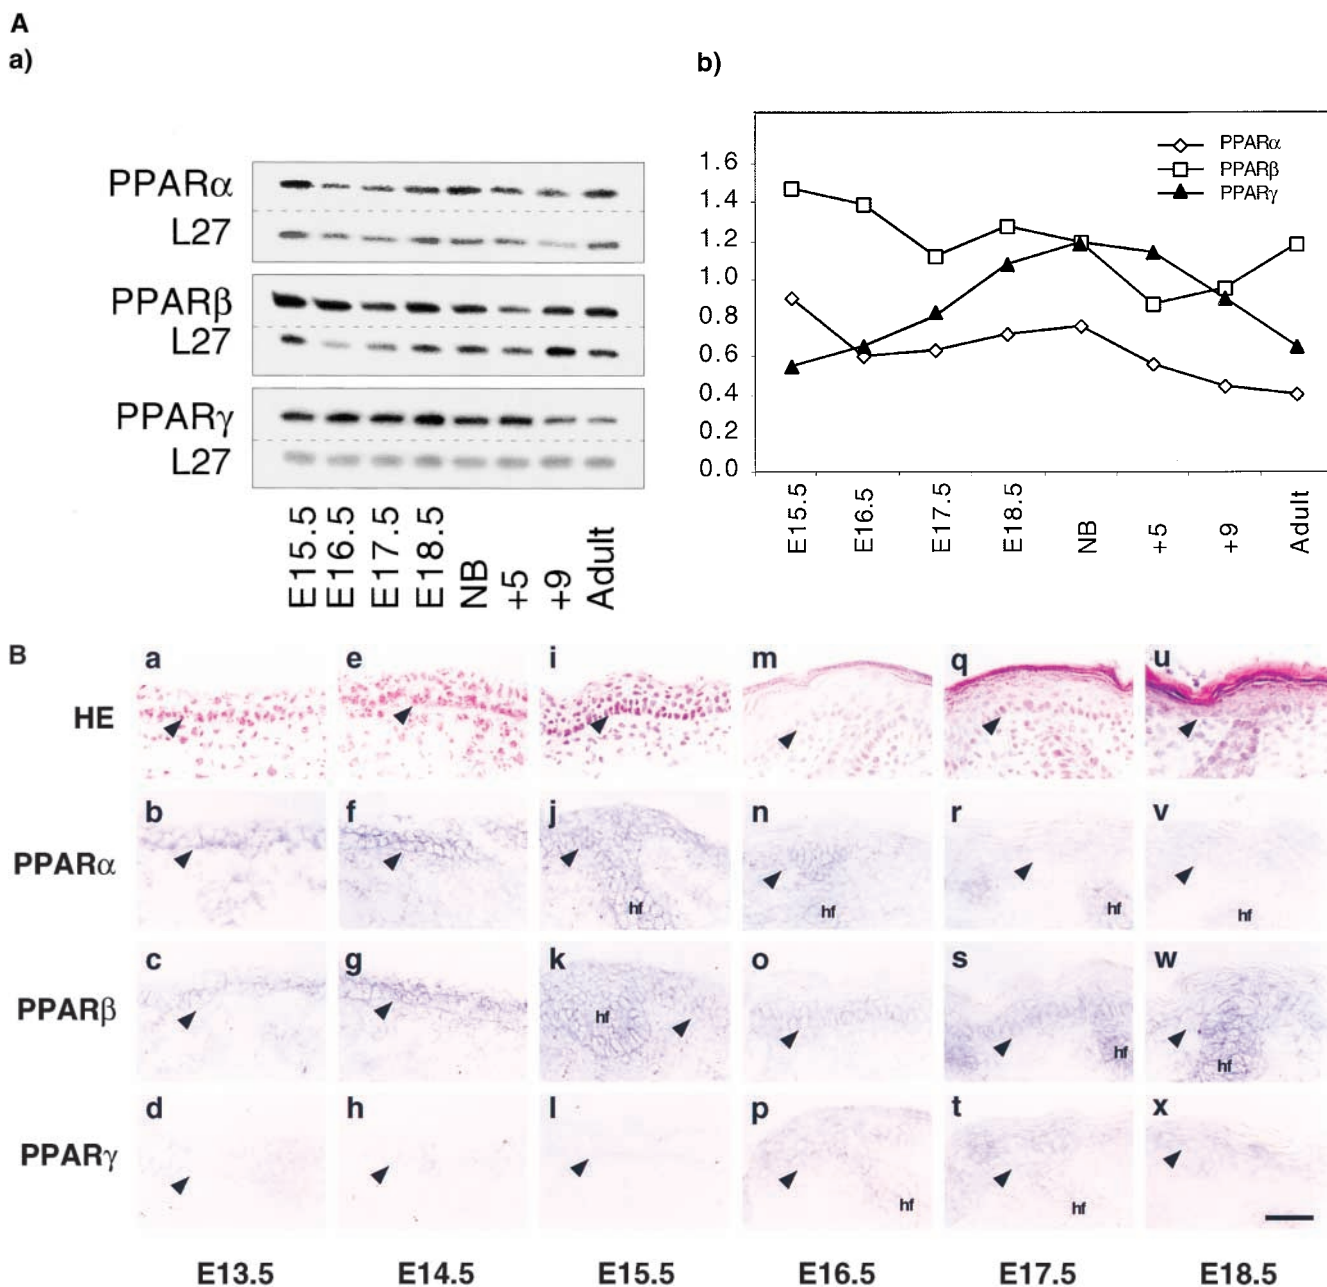 A
a)
PPARα
L27
PPARβ
L27
PPARγ
L27
E15.5 E16.5 E17.5 E18.5 NB +5 +9 Adult
b)
PPARα
PPARβ
PPARγ
1.6
1.4
1.2
1.0
0.8
0.6
0.4
0.2
0.0
E15.5 E16.5 E17.5 E18.5 NB +5 +9 Adult
B
a e i m q u
HE
b f j n r v
PPARα
hf hf hf hf
c g k o s w
PPARβ
hf hf hf
d h l p t x
PPARγ
hf hf
E13.5 E14.5 E15.5 E16.5 E17.5 E18.5